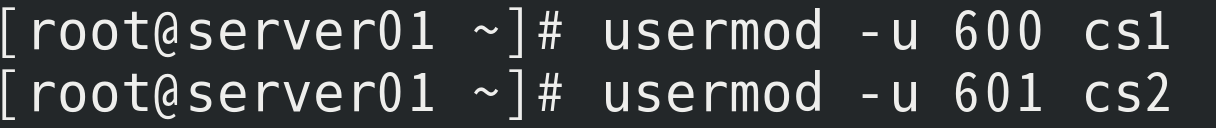 [root@server01 ~]# usermod -u 600 cs1
[root@server01 ~]# usermod -u 601 cs2